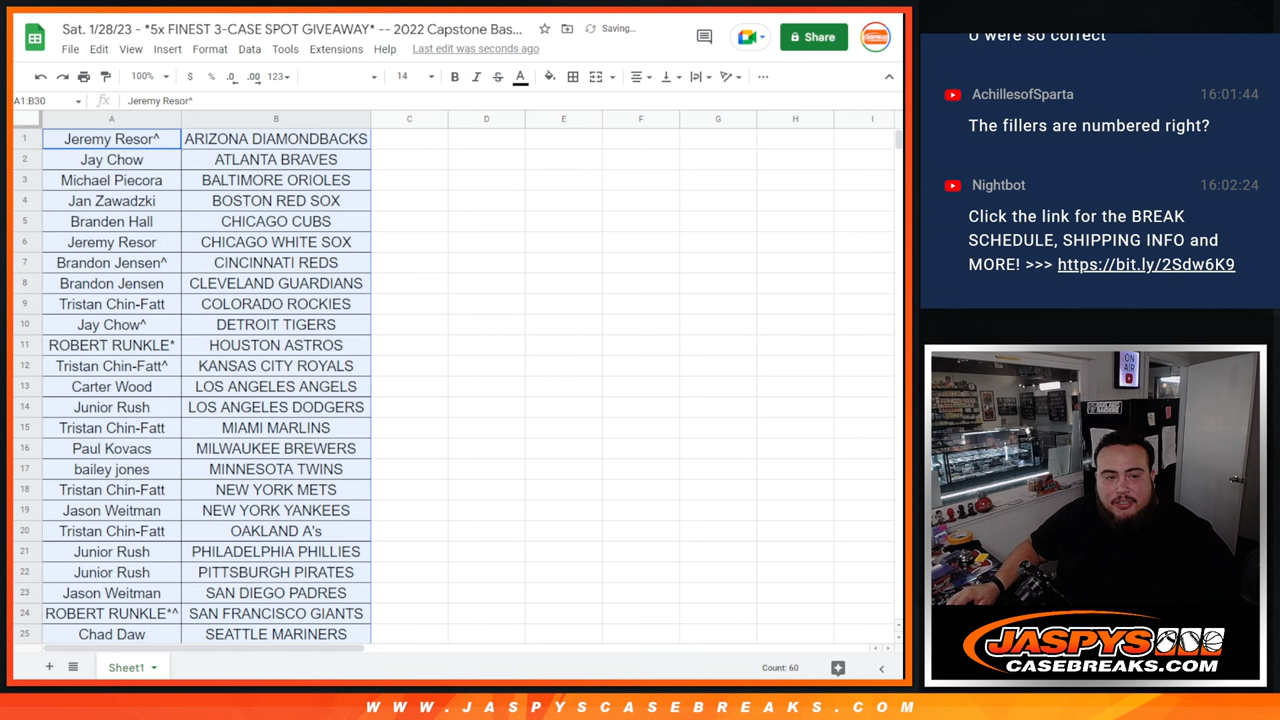 Sat. 1/28/23 - *5x FINEST 3-CASE SPOT GIVEAWAY* -- 2022 Capstone Bas...
Saving...
Share
File Edit View Insert Format Data Tools Extensions Help Last edit was seconds ago
100% $ % .0 .00 123 14 B I S A
A1:B30 fx Jeremy Resor^
A B C D E F G H I
1 Jeremy Resor^ ARIZONA DIAMONDBACKS
2 Jay Chow ATLANTA BRAVES
3 Michael Piecora BALTIMORE ORIOLES
4 Jan Zawadzki BOSTON RED SOX
5 Branden Hall CHICAGO CUBS
6 Jeremy Resor CHICAGO WHITE SOX
7 Brandon Jensen^ CINCINNATI REDS
8 Brandon Jensen CLEVELAND GUARDIANS
9 Tristan Chin-Fatt COLORADO ROCKIES
10 Jay Chow^ DETROIT TIGERS
11 ROBERT RUNKLE* HOUSTON ASTROS
12 Tristan Chin-Fatt^ KANSAS CITY ROYALS
13 Carter Wood LOS ANGELES ANGELS
14 Junior Rush LOS ANGELES DODGERS
15 Tristan Chin-Fatt MIAMI MARLINS
16 Paul Kovacs MILWAUKEE BREWERS
17 bailey jones MINNESOTA TWINS
18 Tristan Chin-Fatt NEW YORK METS
19 Jason Weitman NEW YORK YANKEES
20 Tristan Chin-Fatt OAKLAND A's
21 Junior Rush PHILADELPHIA PHILLIES
22 Junior Rush PITTSBURGH PIRATES
23 Jason Weitman SAN DIEGO PADRES
24 ROBERT RUNKLE*^ SAN FRANCISCO GIANTS
25 Chad Daw SEATTLE MARINERS
Sheet1
Count: 60
U were so correct
AchillesofSparta 16:01:44
The fillers are numbered right?
Nightbot 16:02:24
Click the link for the BREAK
SCHEDULE, SHIPPING INFO and
MORE! >>> https://bit.ly/2Sdw6K9
ON
AIR
JASPYS
CASEBREAKS.COM
WWW.JASPYSCASEBREAKS.COM